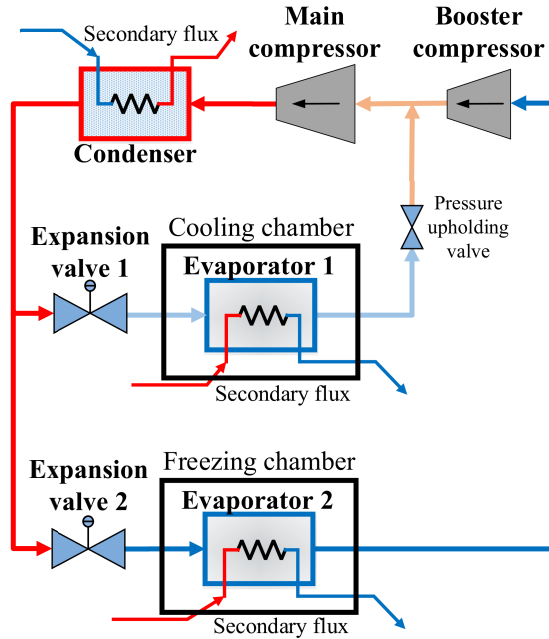 Secondary flux
Main
compressor
Booster
compressor
Condenser
Pressure
upholding
valve
Cooling chamber
Expansion
valve 1
Evaporator 1
Secondary flux
Freezing chamber
Expansion
valve 2
Evaporator 2
Secondary flux